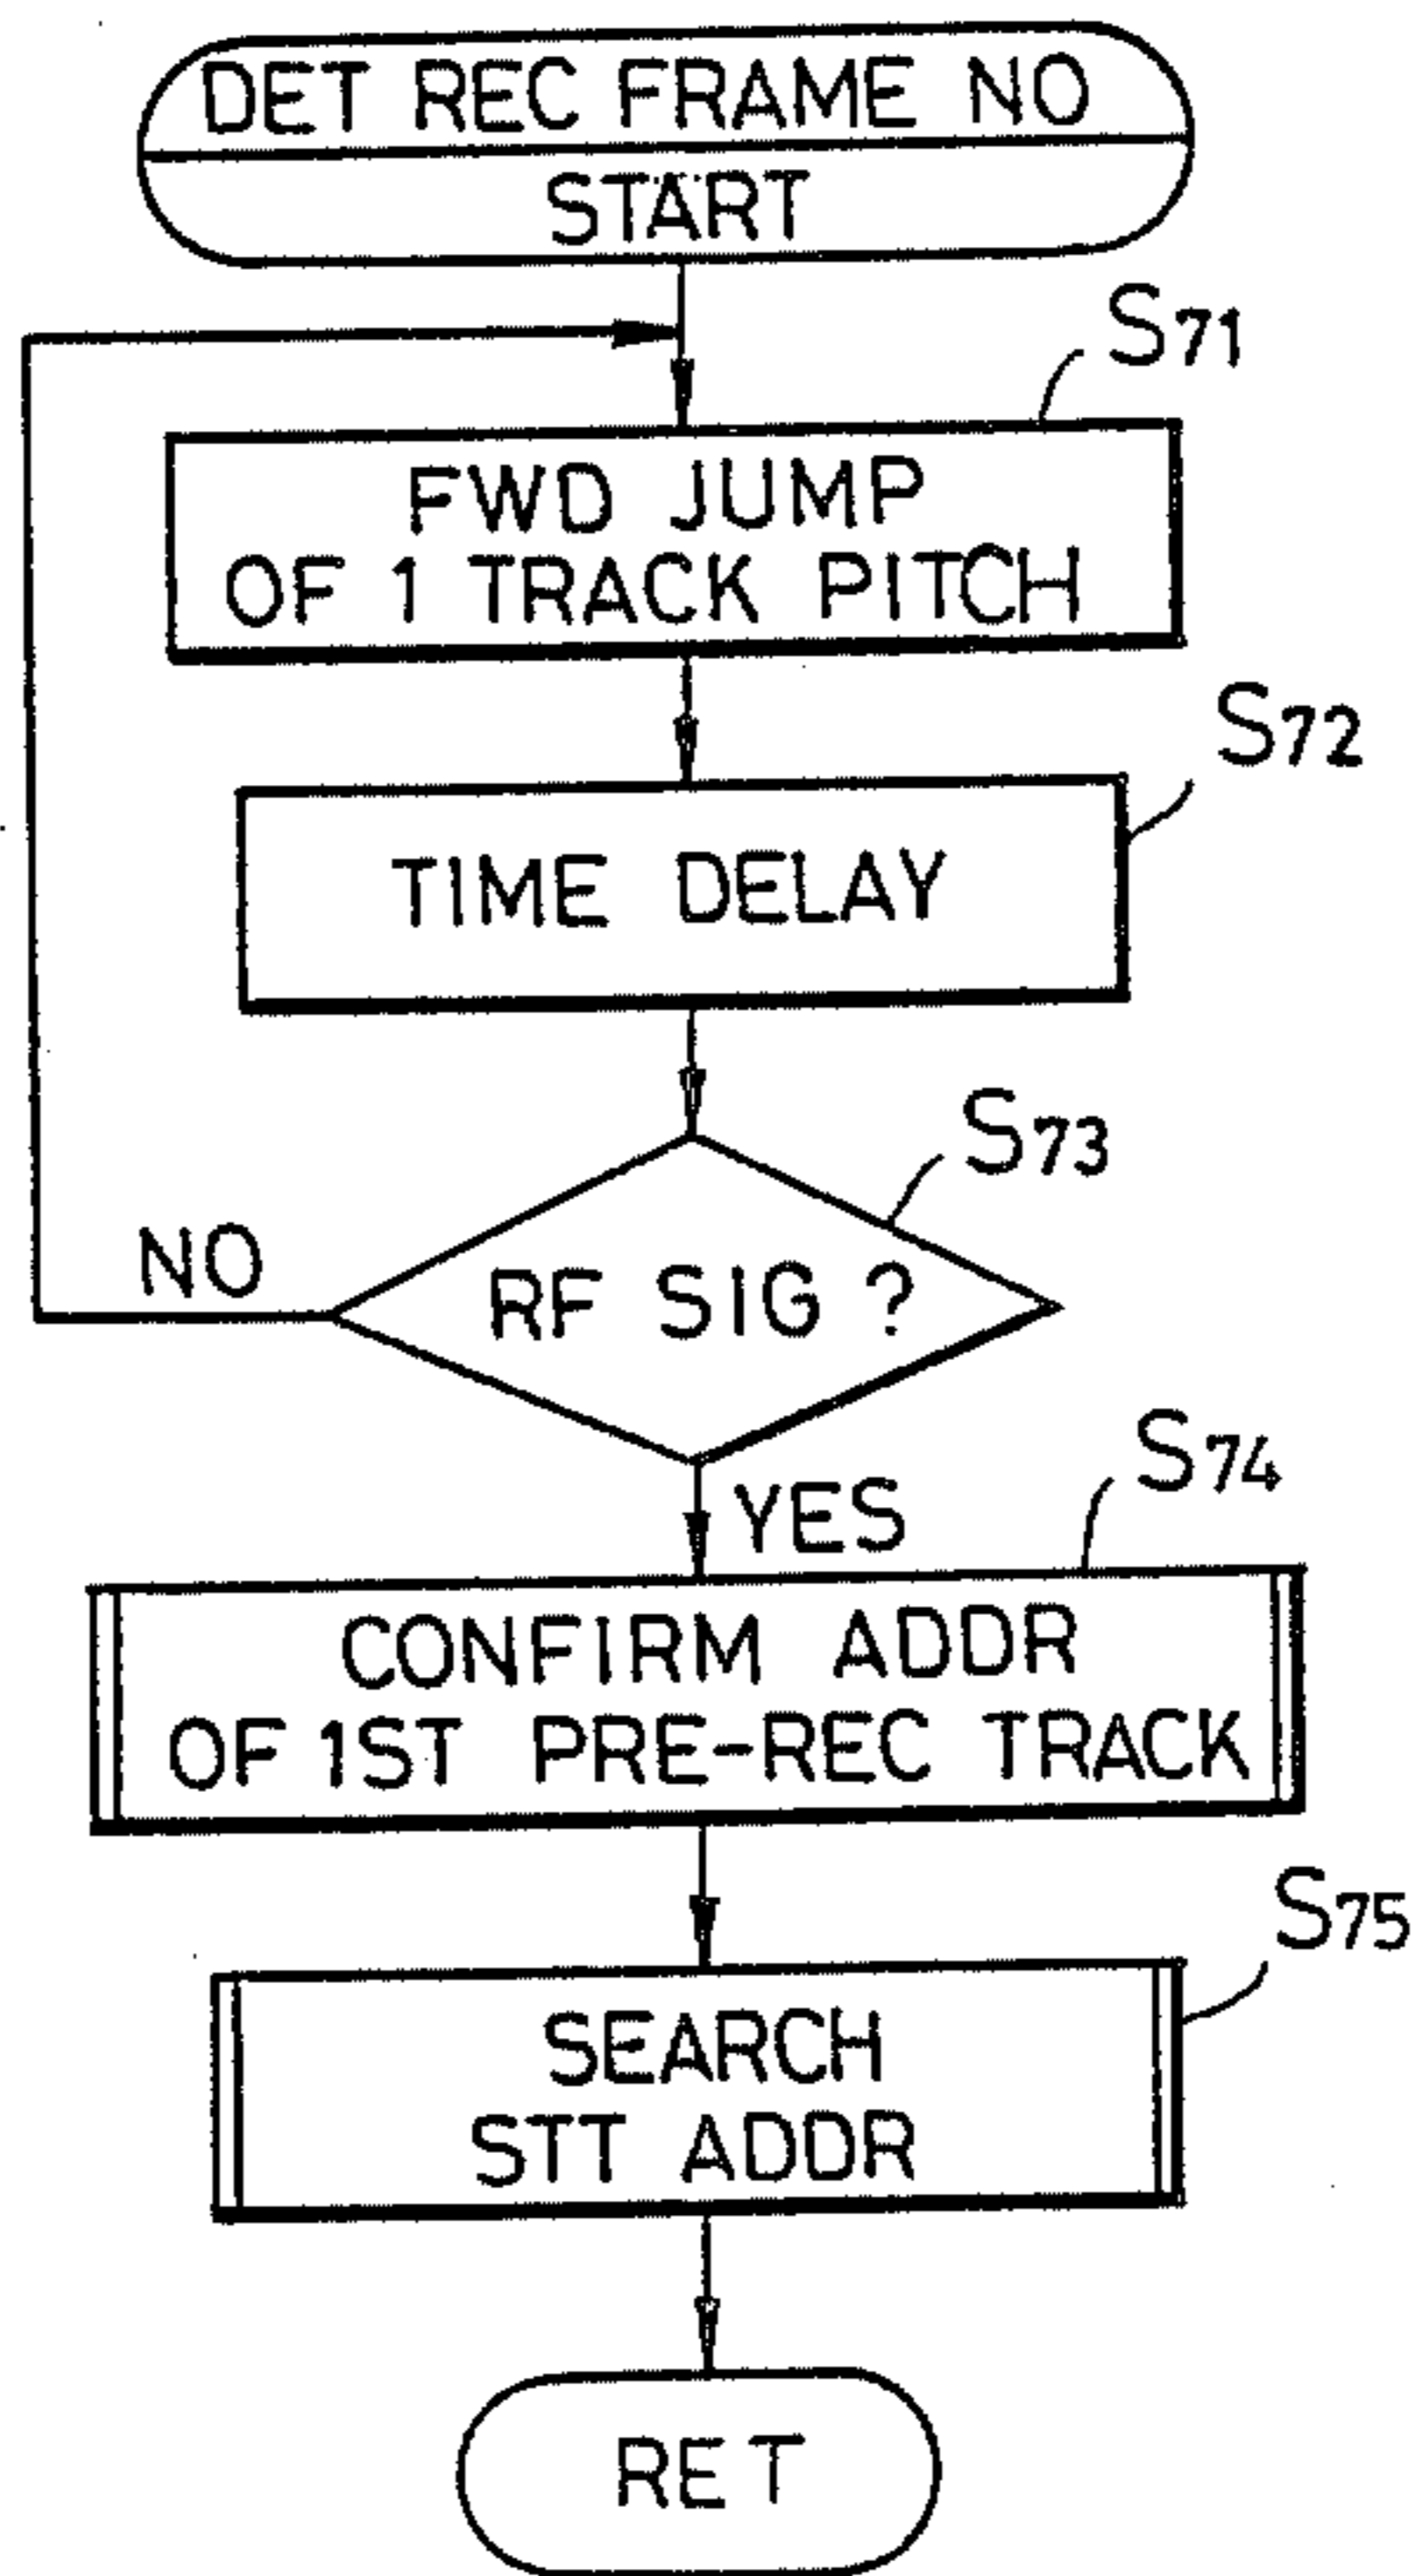 DET REC FRAME NO
START
S71
FWD JUMP
OF 1 TRACK PITCH
S72
TIME DELAY
S73
RF SIG ?
NO
YES
S74
CONFIRM ADDR
OF 1ST PRE-REC TRACK
S75
SEARCH
STT ADDR
RET